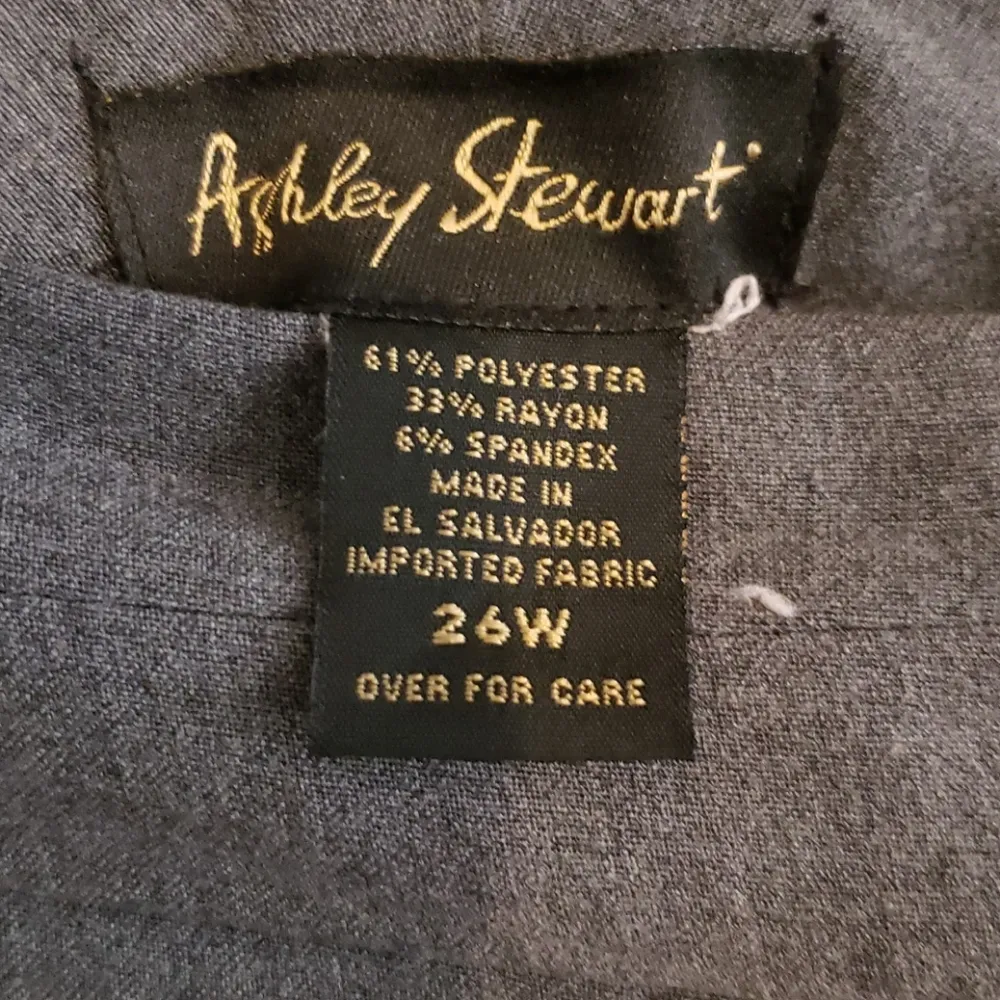 Ashley Stewart
61% POLYESTER
33% RAYON
6% SPANDEX
MADE IN
EL SALVADOR
IMPORTED FABRIC
26W
OVER FOR CARE